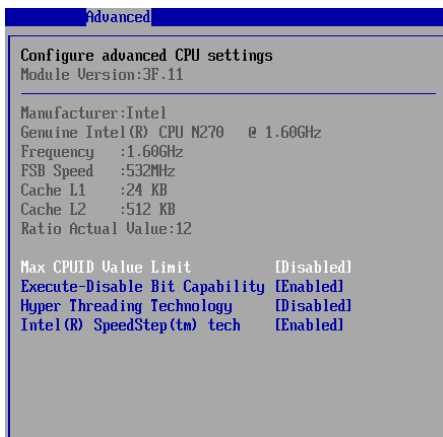 Advanced
Configure advanced CPU settings
Module Version:3F.11
Manufacturer:Intel
Genuine Intel(R) CPU N270 @ 1.60GHz
Frequency :1.60GHz
FSB Speed :532MHz
Cache L1 :24 KB
Cache L2 :512 KB
Ratio Actual Value:12
Max CPUID Value Limit [Disabled]
Execute-Disable Bit Capability [Enabled]
Hyper Threading Technology [Disabled]
Intel(R) SpeedStep(tm) tech [Enabled]